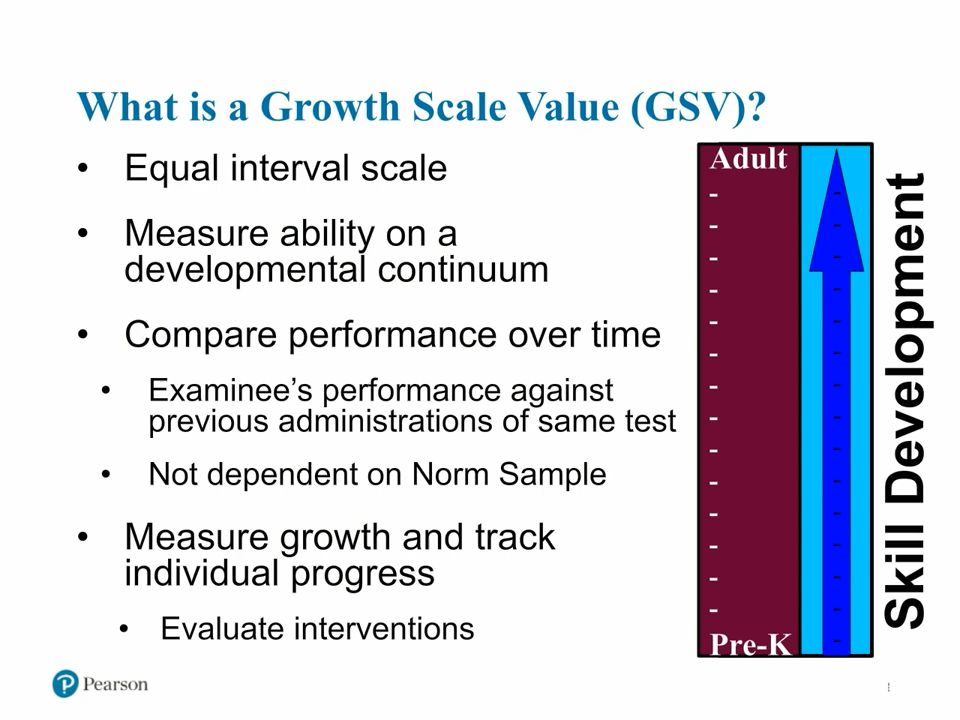 What is a Growth Scale Value (GSV)?
• Equal interval scale
• Measure ability on a
developmental continuum
• Compare performance over time
• Examinee’s performance against
previous administrations of same test
• Not dependent on Norm Sample
• Measure growth and track
individual progress
• Evaluate interventions
Adult
-
-
-
-
-
-
-
-
-
-
-
-
-
-
Pre-K
Skill Development
Pearson